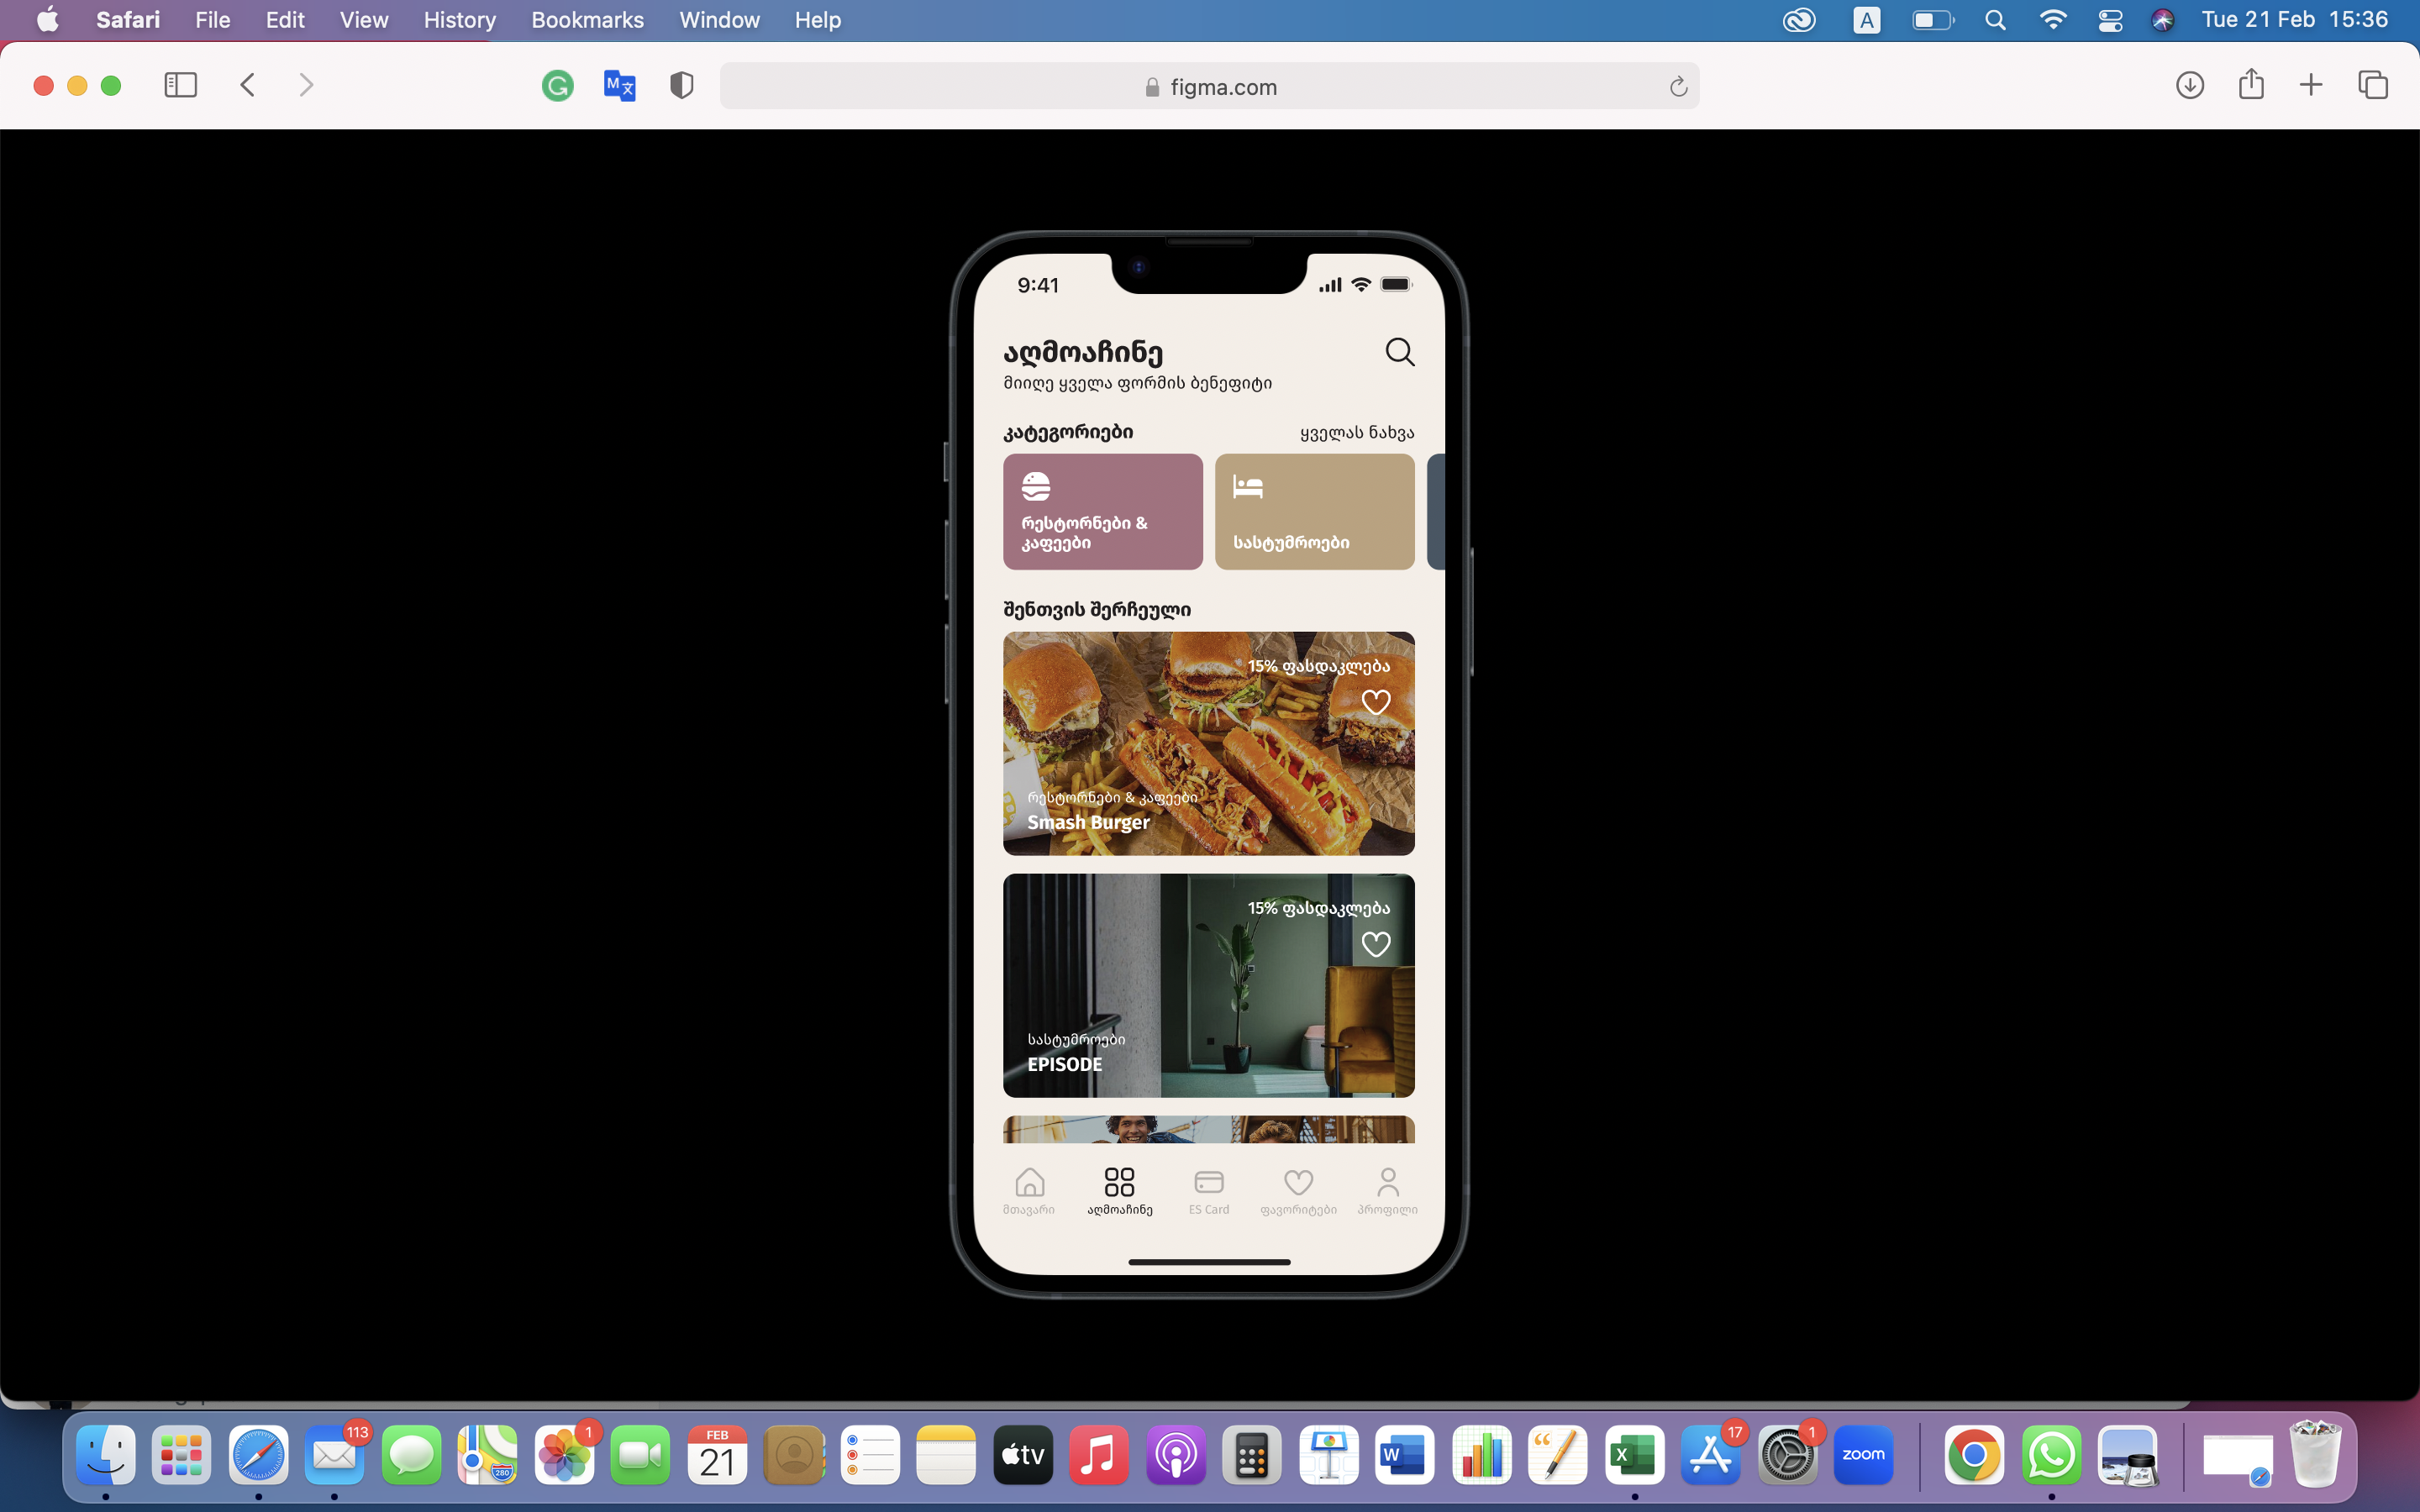 Safari File Edit View History Bookmarks Window Help
A
Tue 21 Feb 15:36
figma.com
9:41
აღმოაჩინე
მიიღე ყველა ფორმის ბენეფიტი
კატეგორიები
ყველას ნახვა
რესტორნები &
კაფეები
სასტუმროები
შენთვის შერჩეული
15% ფასდაკლება
რესტორნები & კაფეები
Smash Burger
15% ფასდაკლება
სასტუმროები
EPISODE
მთავარი
აღმოაჩინე
ES Card
ფავორიტები
პროფილი
113
280
1
FEB
21
tv
W
X
17
1
zoom